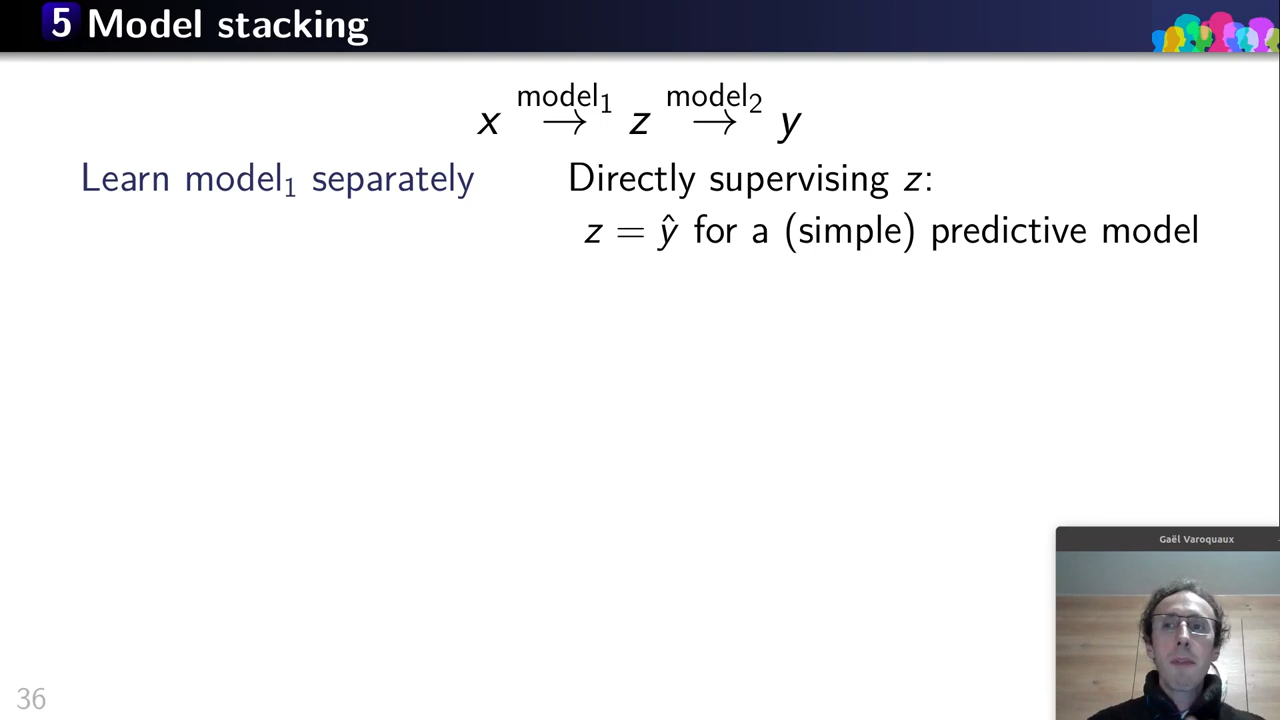 5 Model stacking
x model₁→ z model₂→ y
Learn model₁ separately
Directly supervising z:
z = ŷ for a (simple) predictive model
Gaël Varoquaux
36